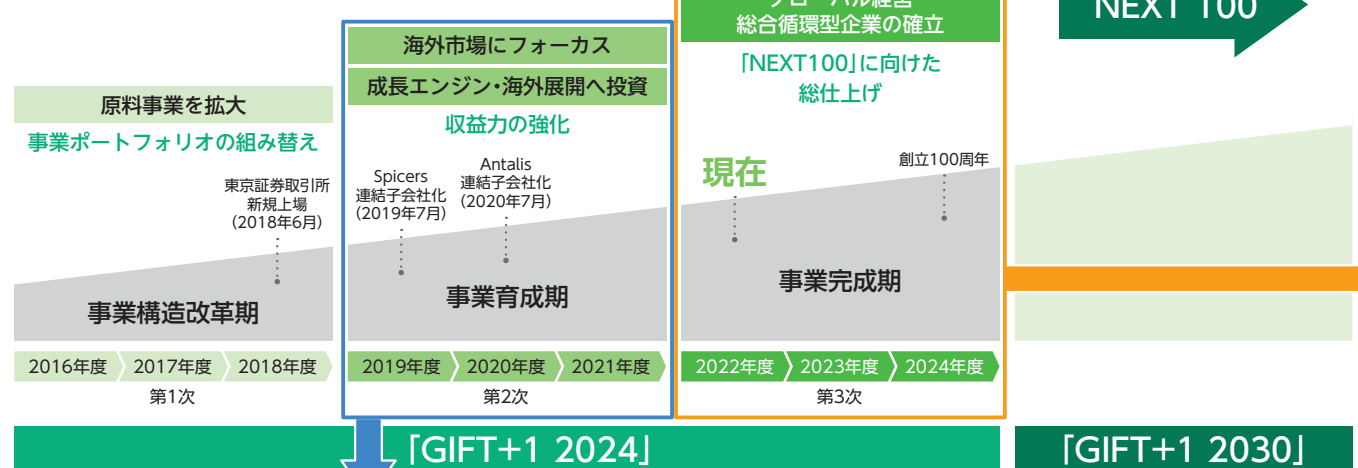 グローバル経営
総合循環型企業の確立
「NEXT100」に向けた
総仕上げ
NEXT 100
海外市場にフォーカス
成長エンジン・海外展開へ投資
収益力の強化
原料事業を拡大
事業ポートフォリオの組み替え
東京証券取引所
新規上場
(2018年6月)
Spicers
連結子会社化
(2019年7月)
Antalis
連結子会社化
(2020年7月)
現在
創立100周年
事業構造改革期
事業育成期
事業完成期
2016年度 2017年度 2018年度
第1次
2019年度 2020年度 2021年度
第2次
2022年度 2023年度 2024年度
第3次
「GIFT+1 2024」
「GIFT+1 2030」